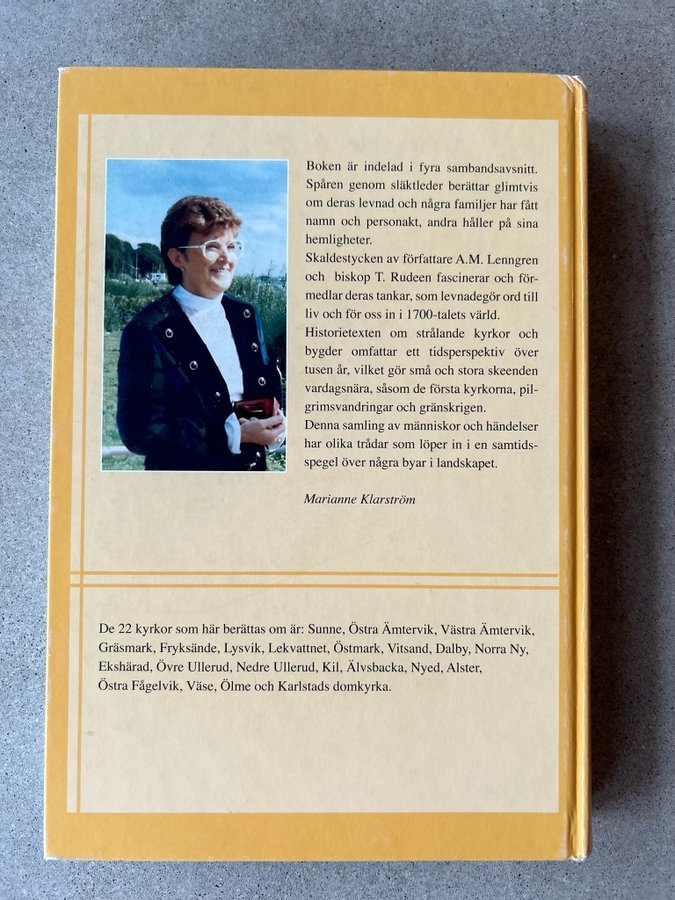 Boken är indelad i fyra sambandsavsnitt.
Spåren genom släktleder berättar glimtvis
om deras levnad och några familjer har fått
namn och personakt, andra håller på sina
hemligheter.
Skaldestycken av författare A.M. Lenngren
och biskop T. Rudeen fascinerar och för-
medlar deras tankar, som levnadegör ord till
liv och för oss in i 1700-talets värld.
Historietexten om strålande kyrkor och
bygder omfattar ett tidsperspektiv över
tusen år, vilket gör små och stora skeenden
vardagsnära, såsom de första kyrkorna, pil-
grimsvandringar och gränskrigen.
Denna samling av människor och händelser
har olika trådar som löper in i en samtids-
spegel över några byar i landskapet.
Marianne Klarström
De 22 kyrkor som här berättas om är: Sunne, Östra Ämtervik, Västra Ämtervik,
Gräsmark, Fryksände, Lysvik, Lekvattnet, Östmark, Vitsand, Dalby, Norra Ny,
Ekshärad, Övre Ullerud, Nedre Ullerud, Kil, Älvsbacka, Nyed, Alster,
Östra Fågelvik, Väse, Ölme och Karlstads domkyrka.